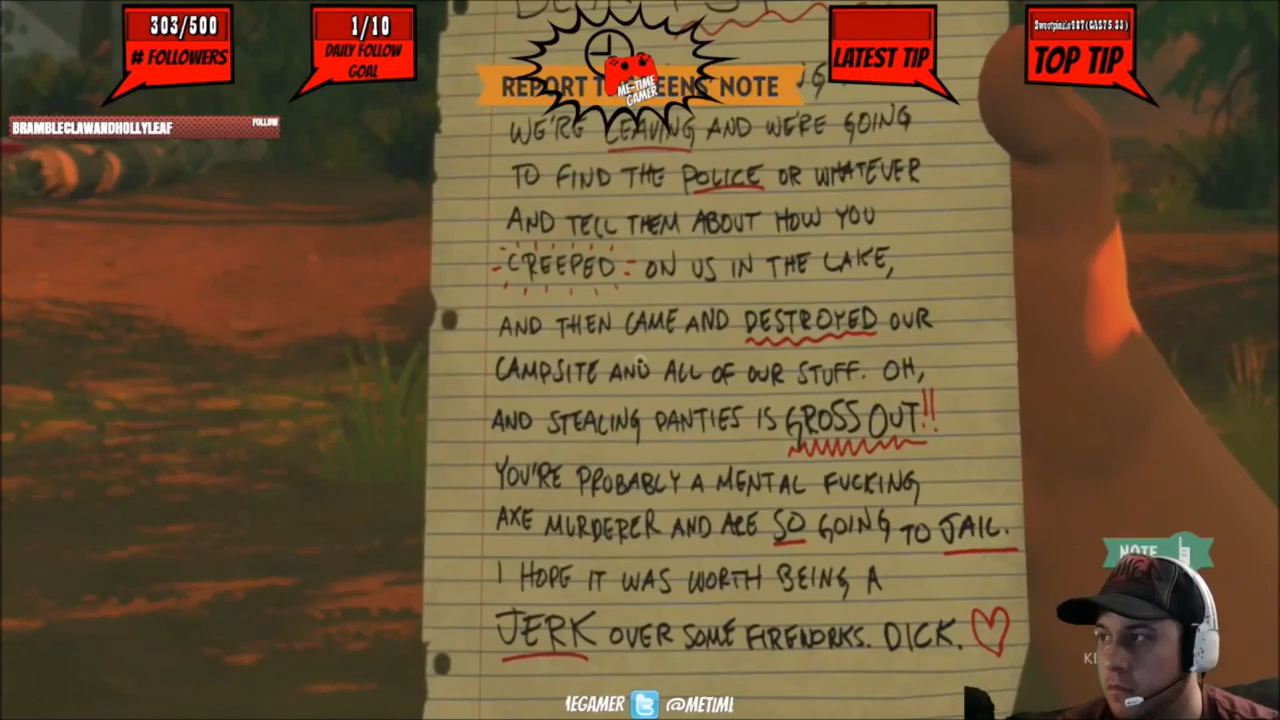 303/500
# FOLLOWERS
1/10
DAILY FOLLOW
GOAL
LATEST TIP
TOP TIP
ME-TIME
GAMER
REPORT NOTE
BRAMBLECLAWANDHOLLYLEAF
FOLLOW
WE'RE LEAVING AND WE'RE GOING
TO FIND THE POLICE OR WHATEVER
AND TELL THEM ABOUT HOW YOU
CREEPED ON US IN THE LAKE,
AND THEN CAME AND DESTROYED OUR
CAMPSITE AND ALL OF OUR STUFF. OH,
AND STEALING PANTIES IS GROSS OUT!!
YOU'RE PROBABLY A MENTAL FUCKING
AXE MURDERER AND ARE SO GOING TO JAIL.
I HOPE IT WAS WORTH BEING A
JERK OVER SOME FIREWORKS. DICK. ♡
NOTE
MEGAMER @METIME